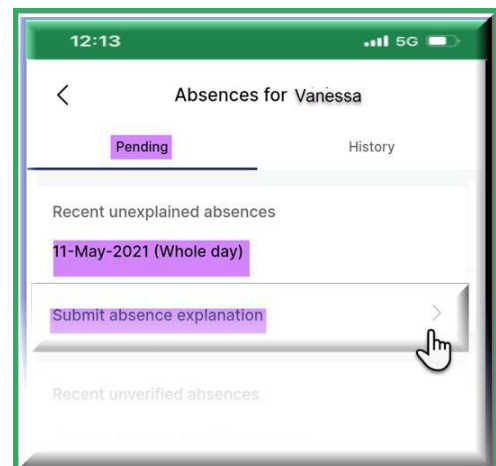 12:13 5G
Absences for Vanessa
Pending History
Recent unexplained absences
11-May-2021 (Whole day)
Submit absence explanation
Recent unverified absences